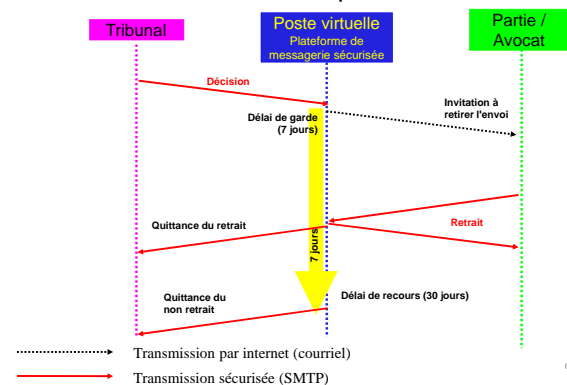 Tribunal
Poste virtuelle
Plateforme de
messagerie sécurisée
Partie /
Avocat
Décision
Invitation à
retirer l'envoi
Délai de garde
(7 jours)
Quittance du retrait
Retrait
7 jours
Quittance du
non retrait
Délai de recours (30 jours)
Transmission par internet (courriel)
Transmission sécurisée (SMTP)